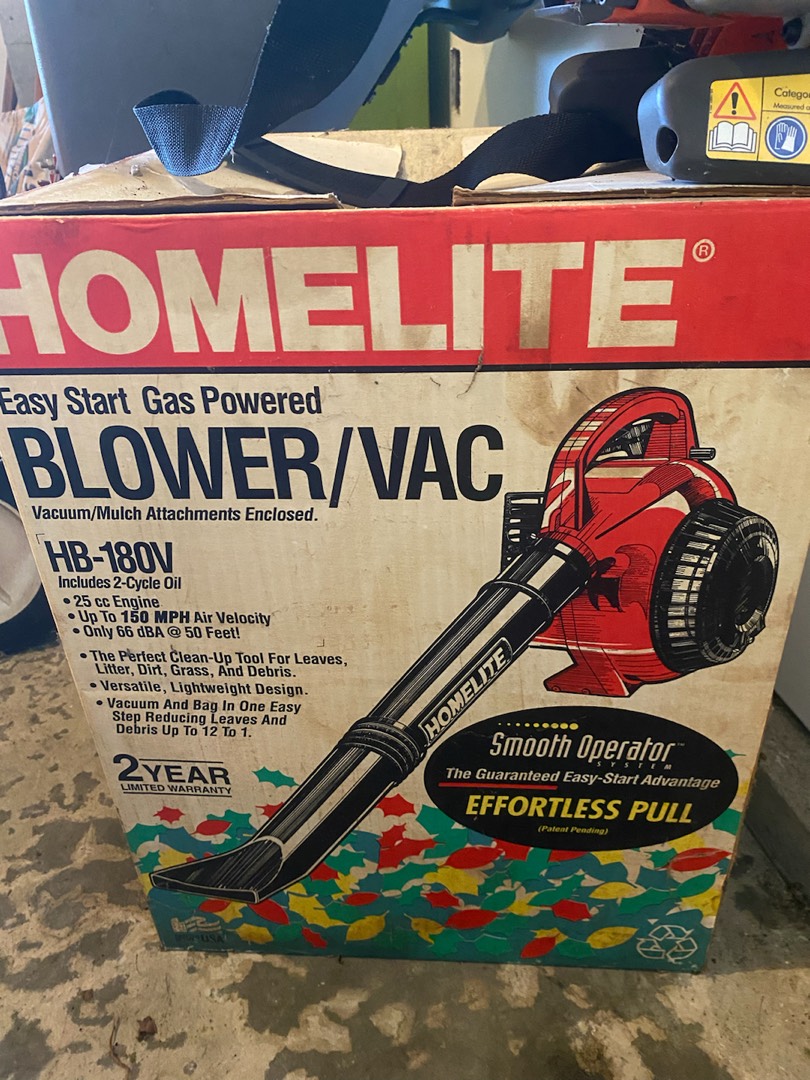 Catego
Measured a
HOMELITE®
Easy Start Gas Powered
BLOWER/VAC
Vacuum/Mulch Attachments Enclosed.
HB-180V
Includes 2-Cycle Oil
• 25 cc Engine
• Up To 150 MPH Air Velocity
• Only 66 dBA @ 50 Feet!
• The Perfect Clean-Up Tool For Leaves,
Litter, Dirt, Grass, And Debris.
• Versatile, Lightweight Design.
• Vacuum And Bag In One Easy
Step Reducing Leaves And
Debris Up To 12 To 1.
HOMELITE
2 YEAR
LIMITED WARRANTY
Smooth Operator™
SYSTEM
The Guaranteed Easy-Start Advantage
EFFORTLESS PULL
(Patent Pending)
USA